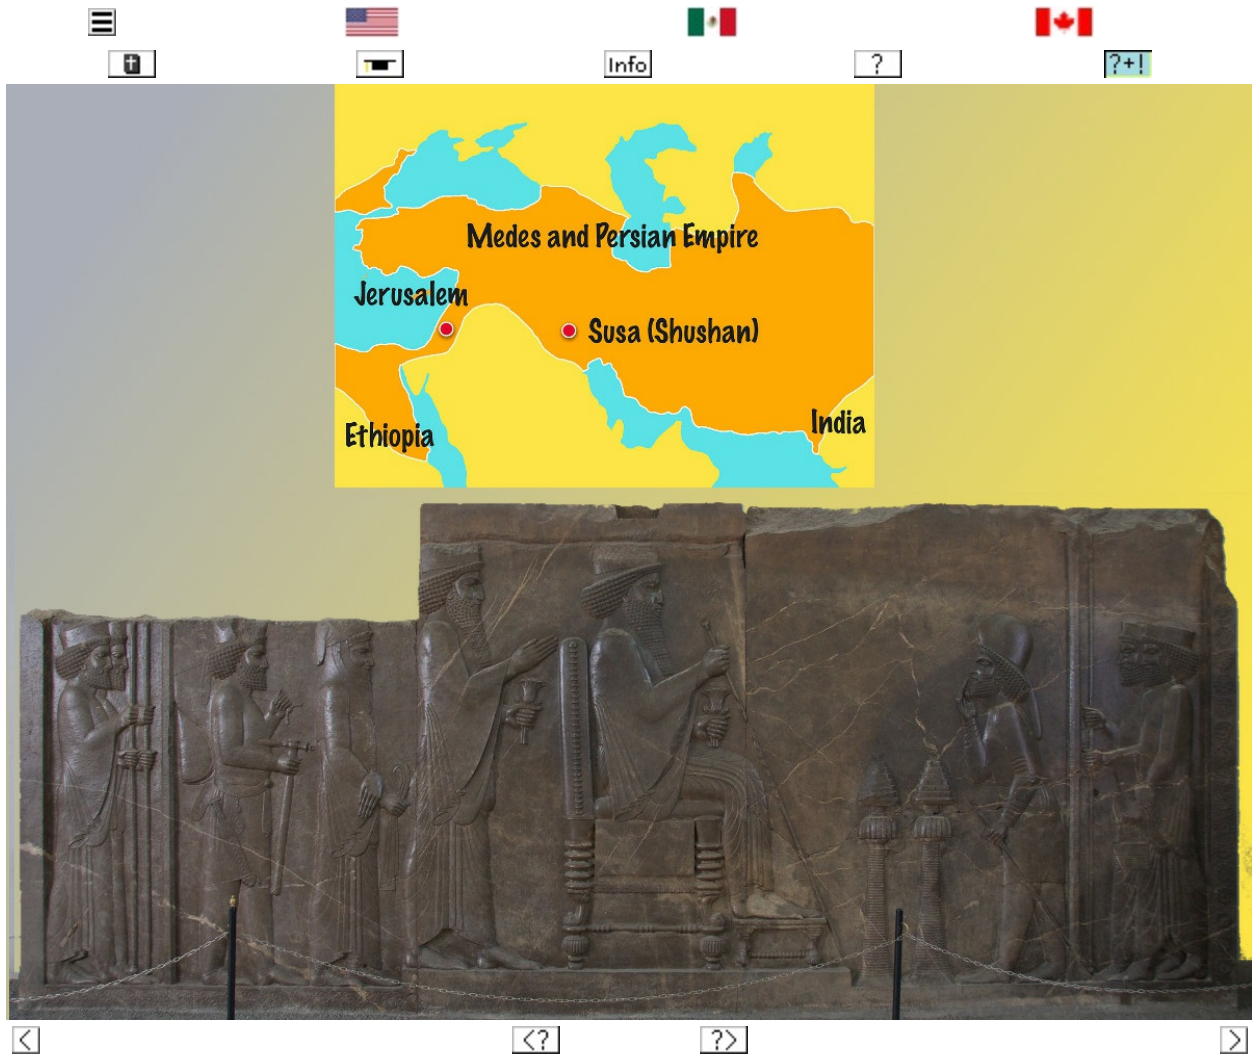 Info
?
?+!
Medes and Persian Empire
Jerusalem
Susa (Shushan)
India
Ethiopia
<
<?
?>
>